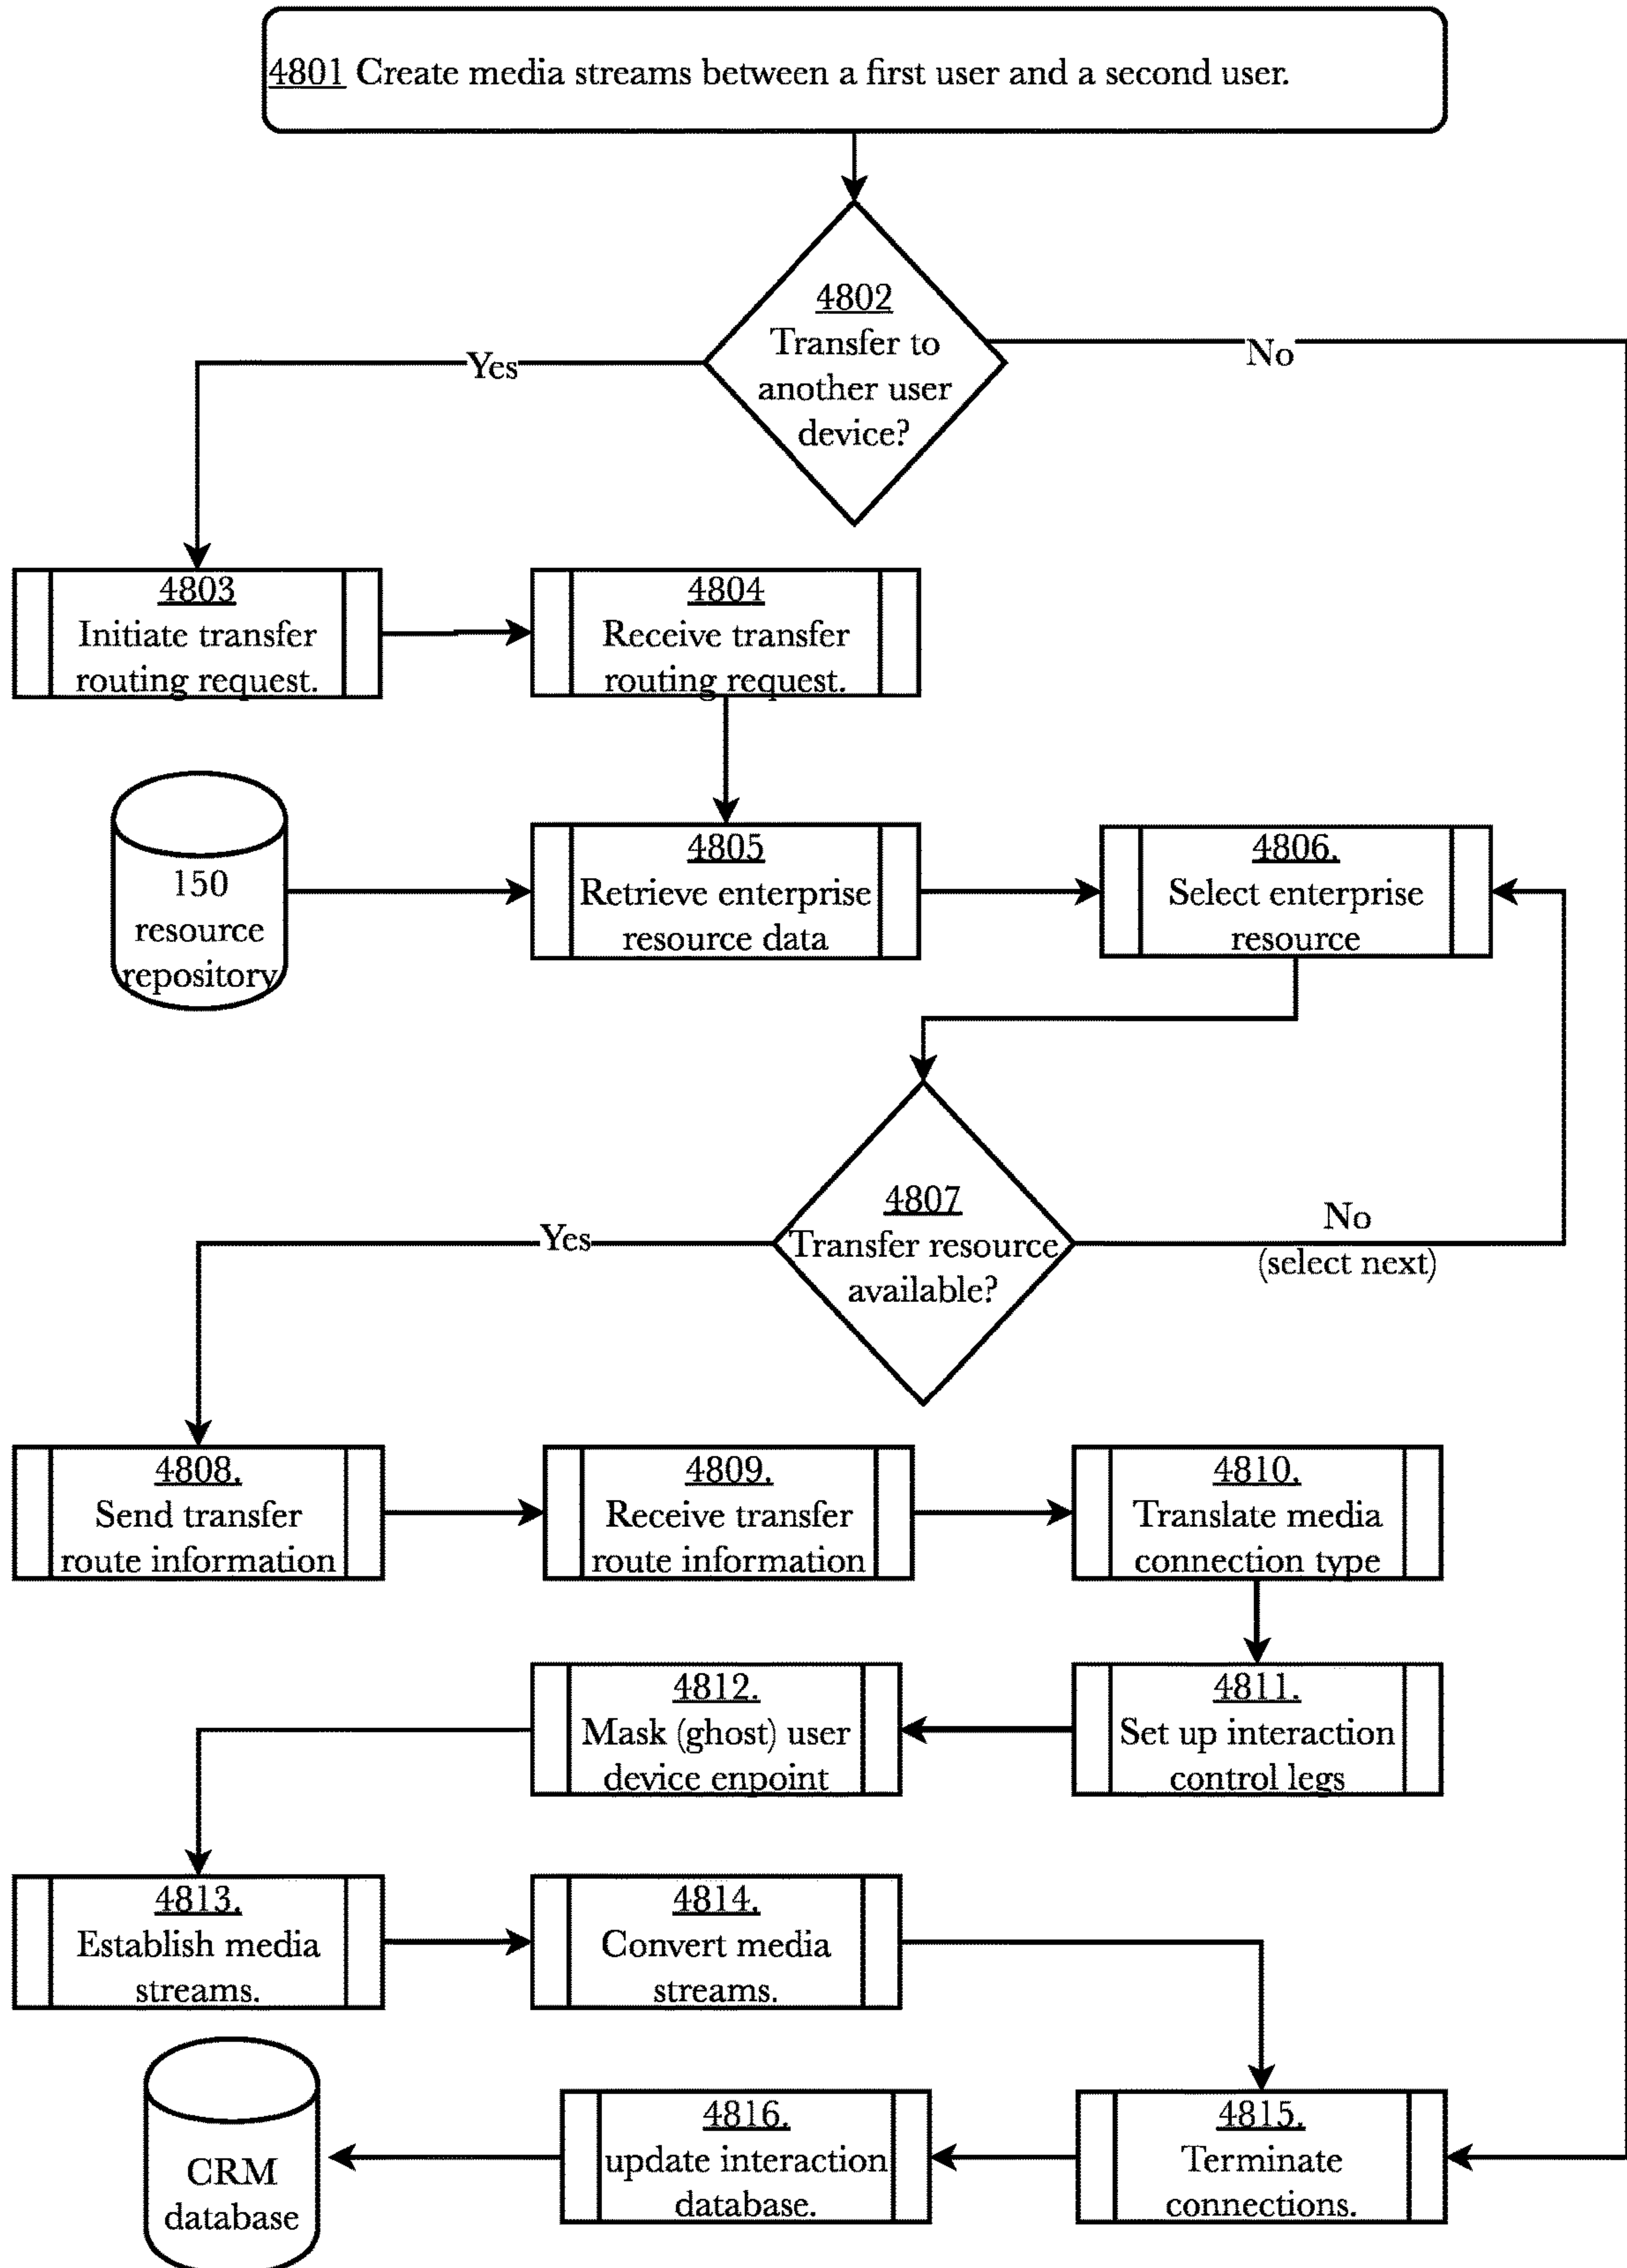 4801 Create media streams between a first user and a second user.
4802
Transfer to
another user
device?
Yes
No
4803
Initiate transfer
routing request.
4804
Receive transfer
routing request.
150
resource
repository
4805
Retrieve enterprise
resource data
4806.
Select enterprise
resource
4807
Transfer resource
available?
Yes
No
(select next)
4808.
Send transfer
route information
4809.
Receive transfer
route information
4810.
Translate media
connection type
4812.
Mask (ghost) user
device enpoint
4811.
Set up interaction
control legs
4813.
Establish media
streams.
4814.
Convert media
streams.
CRM
database
4816.
update interaction
database.
4815.
Terminate
connections.